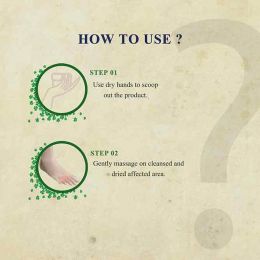 HOW TO USE ?
STEP 01
Use dry hands to scoop
out the product.
STEP 02
Gently massage on cleansed and
dried affected area.